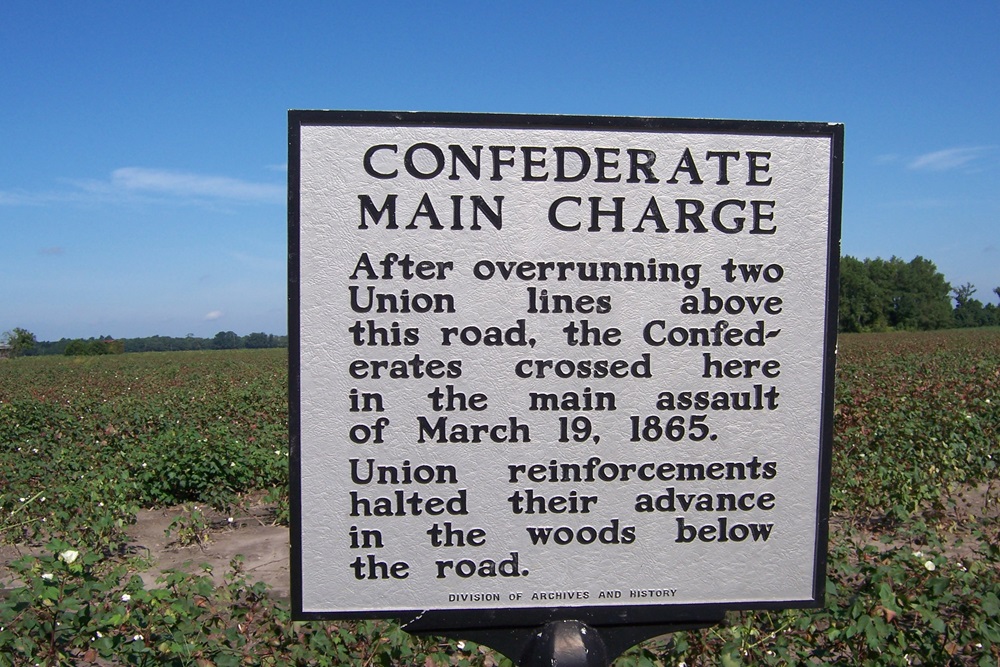 CONFEDERATE
MAIN CHARGE
After overrunning two
Union lines above
this road, the Confed-
erates crossed here
in the main assault
of March 19, 1865.
Union reinforcements
halted their advance
in the woods below
the road.
DIVISION OF ARCHIVES AND HISTORY